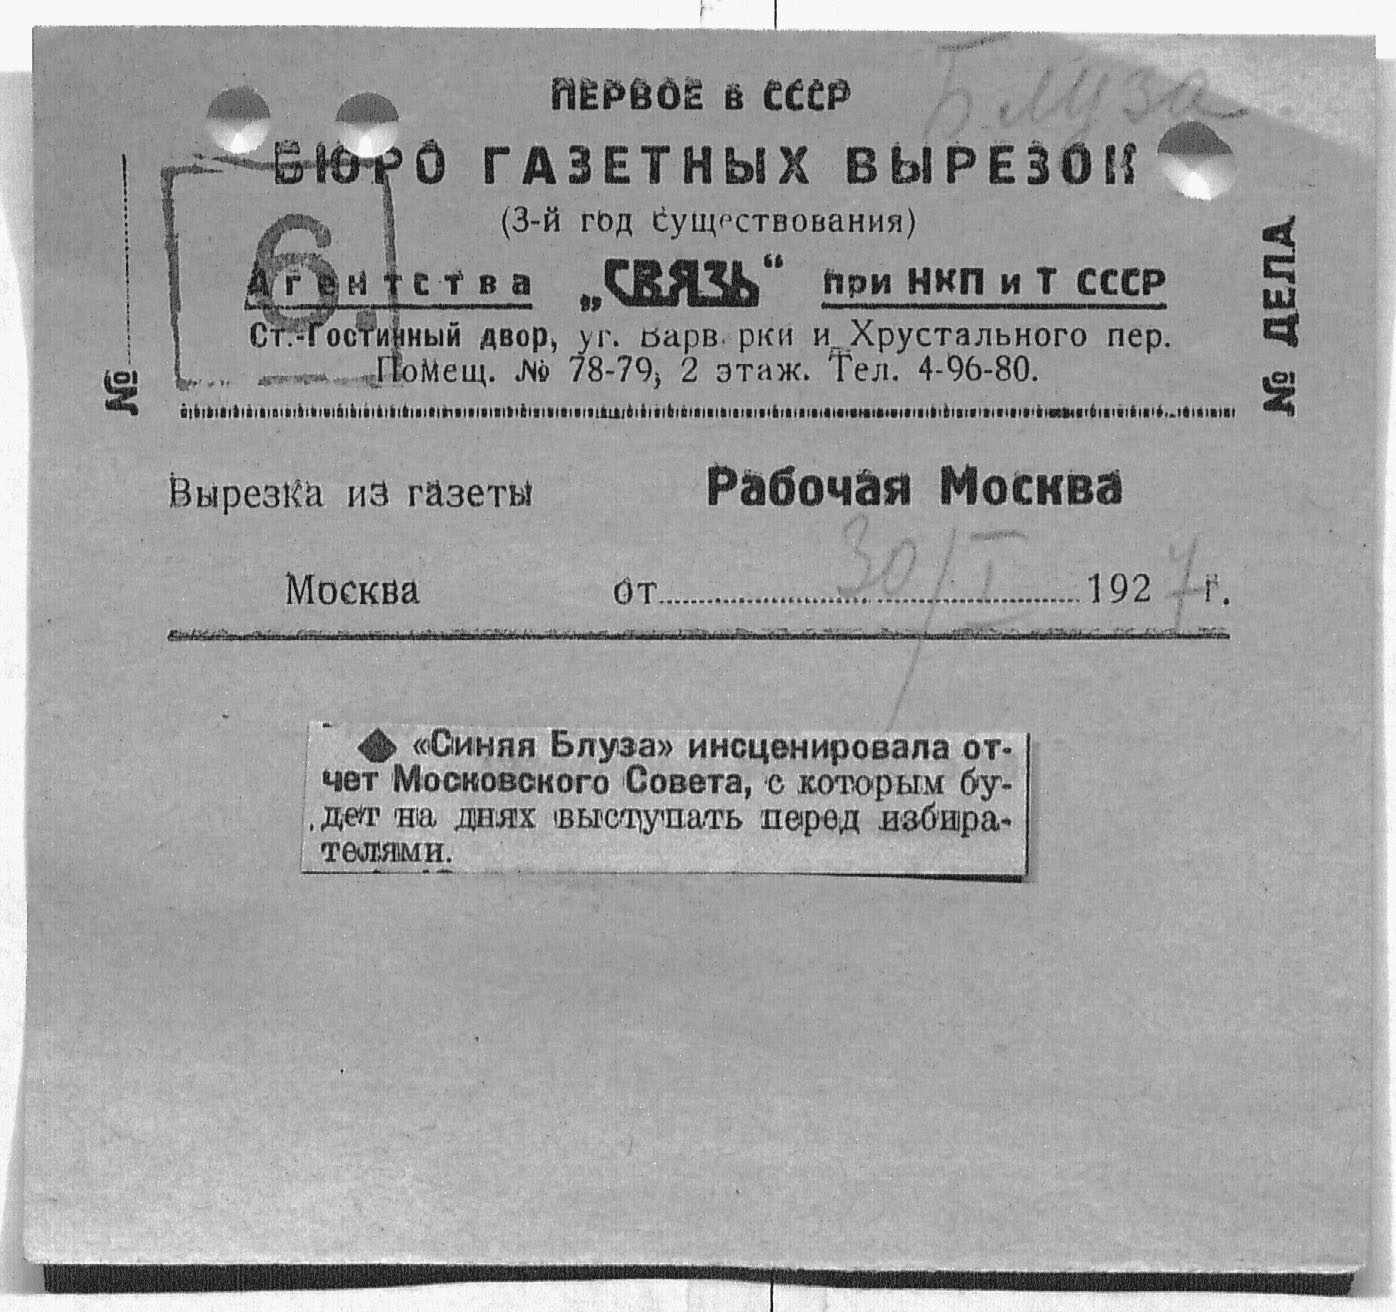 Блуза
ПЕРВОЕ в СССР
БЮРО ГАЗЕТНЫХ ВЫРЕЗОК
(3-й год существования)
6.
Агентства „СВЯЗЬ“ при НКП и Т СССР
Ст.-Гостинный двор, уг. Варв рки и Хрустального пер.
Помещ. № 78-79, 2 этаж. Тел. 4-96-80.
№
№ ДЕЛА
Вырезка из газеты Рабочая Москва
Москва от 30/I 1927 г.
◆ «Синяя Блуза» инсценировала от-
чет Московского Совета, с которым бу-
дет на днях выступать перед избира-
телями.